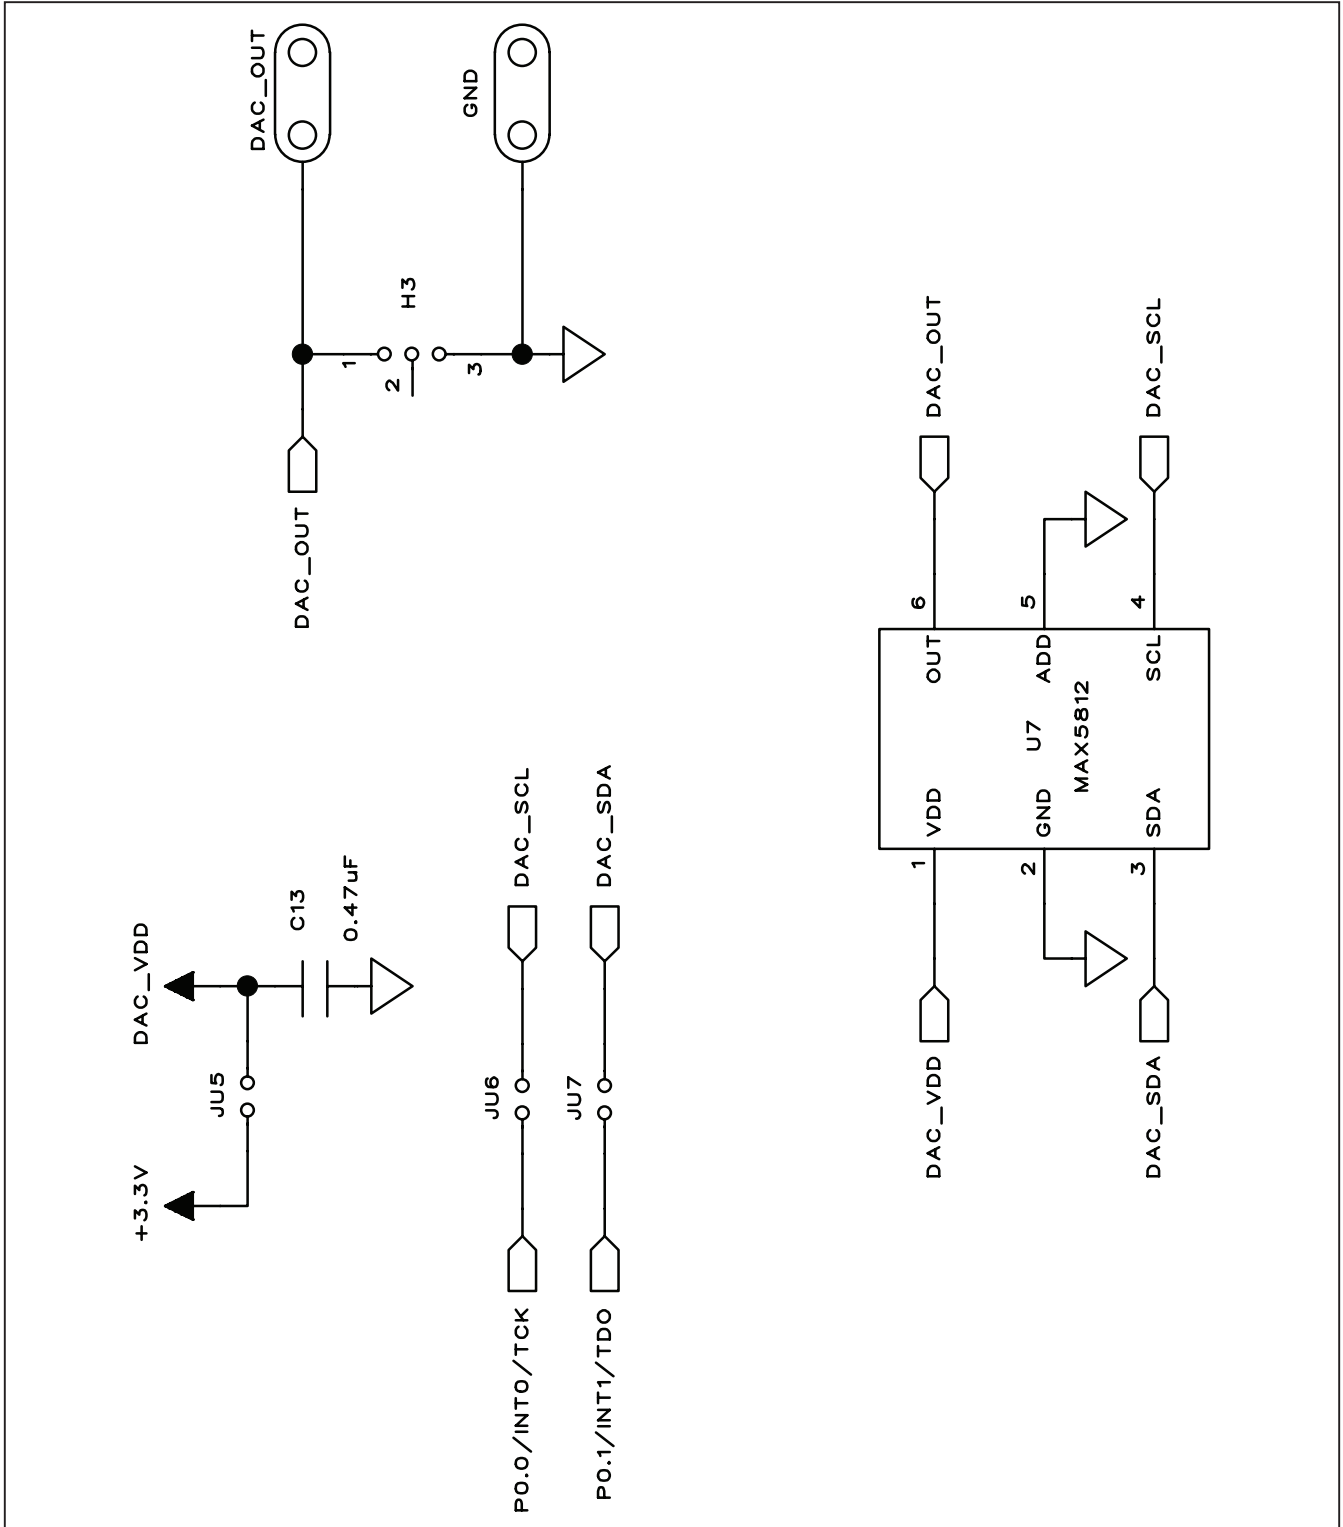 +3.3V
DAC_VDD
JU5
C13
0.47uF
DAC_OUT
DAC_OUT
GND
1
2
3
H3
P0.0/INT0/TCK
JU6
DAC_SCL
P0.1/INT1/TDO
JU7
DAC_SDA
DAC_VDD
1
VDD
OUT
6
DAC_OUT
2
GND
U7
ADD
5
MAX5812
DAC_SDA
3
SDA
SCL
4
DAC_SCL